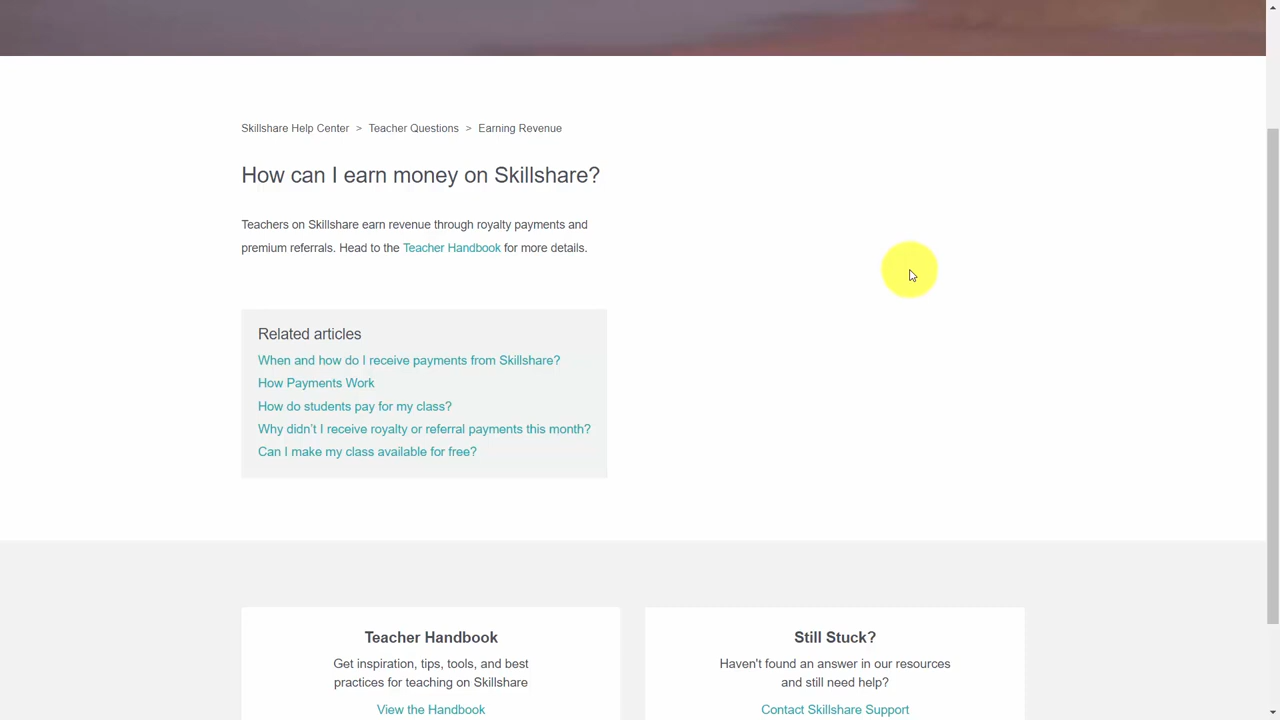 Skillshare Help Center > Teacher Questions > Earning Revenue
How can I earn money on Skillshare?
Teachers on Skillshare earn revenue through royalty payments and
premium referrals. Head to the Teacher Handbook for more details.
Related articles
When and how do I receive payments from Skillshare?
How Payments Work
How do students pay for my class?
Why didn't I receive royalty or referral payments this month?
Can I make my class available for free?
Teacher Handbook
Get inspiration, tips, tools, and best
practices for teaching on Skillshare
View the Handbook
Still Stuck?
Haven't found an answer in our resources
and still need help?
Contact Skillshare Support